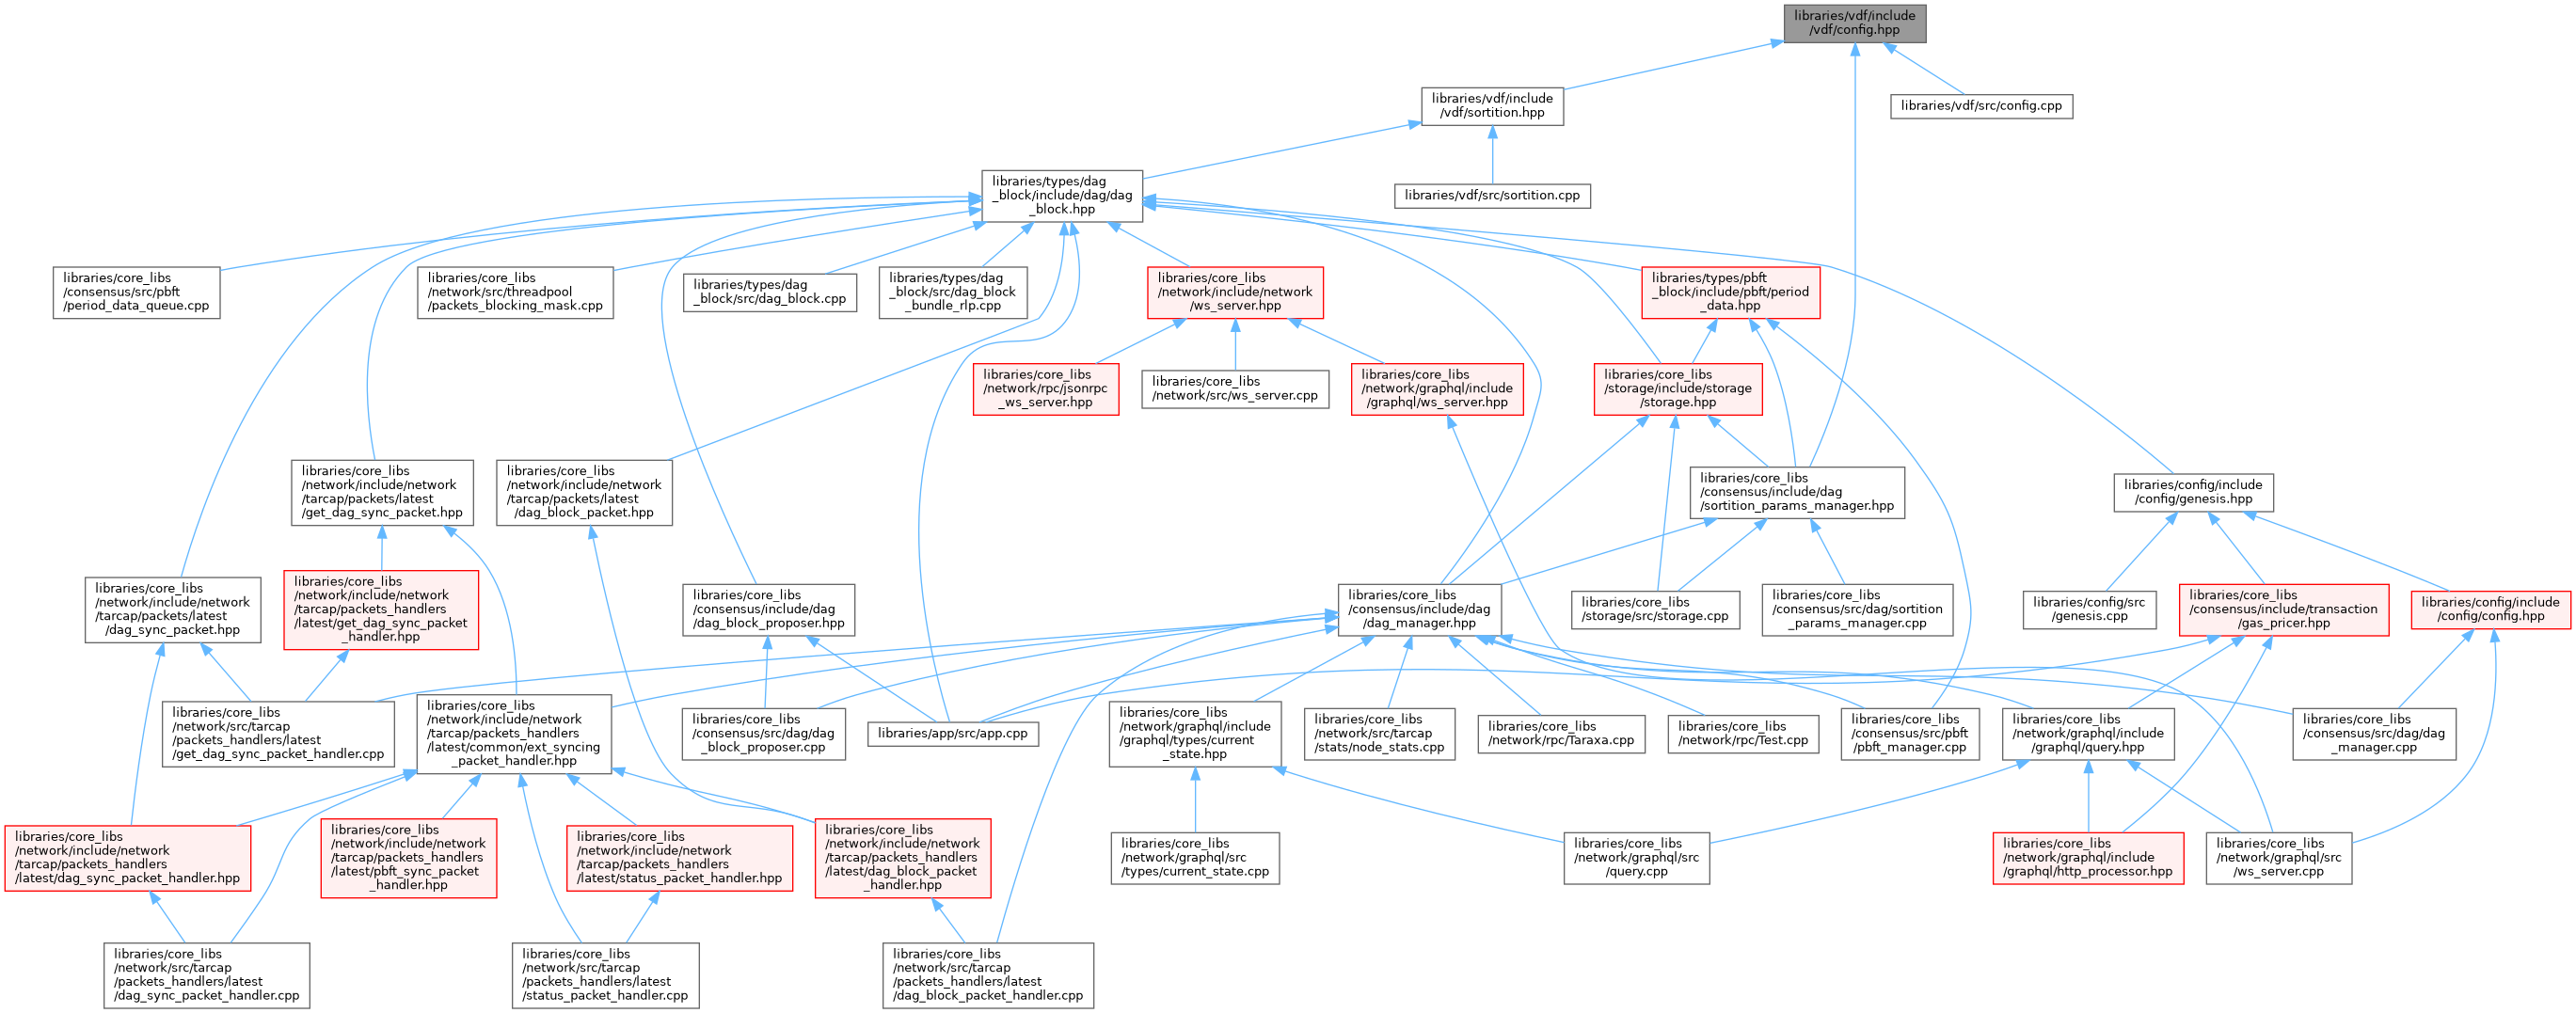 libraries/vdf/include
/vdf/config.hpp
libraries/vdf/include
/vdf/sortition.hpp
libraries/vdf/src/config.cpp
libraries/types/dag
_block/include/dag/dag
_block.hpp
libraries/vdf/src/sortition.cpp
libraries/core_libs
/consensus/src/pbft
/period_data_queue.cpp
libraries/core_libs
/network/src/threadpool
/packets_blocking_mask.cpp
libraries/types/dag
_block/src/dag_block.cpp
libraries/types/dag
_block/src/dag_block
_bundle_rlp.cpp
libraries/core_libs
/network/include/network
/ws_server.hpp
libraries/types/pbft
_block/include/pbft/period
_data.hpp
libraries/core_libs
/network/rpc/jsonrpc
_ws_server.hpp
libraries/core_libs
/network/src/ws_server.cpp
libraries/core_libs
/network/graphql/include
/graphql/ws_server.hpp
libraries/core_libs
/storage/include/storage
/storage.hpp
libraries/core_libs
/network/include/network
/tarcap/packets/latest
/get_dag_sync_packet.hpp
libraries/core_libs
/network/include/network
/tarcap/packets/latest
/dag_block_packet.hpp
libraries/core_libs
/consensus/include/dag
/sortition_params_manager.hpp
libraries/config/include
/config/genesis.hpp
libraries/core_libs
/network/include/network
/tarcap/packets/latest
/dag_sync_packet.hpp
libraries/core_libs
/network/include/network
/tarcap/packets_handlers
/latest/get_dag_sync_packet
_handler.hpp
libraries/core_libs
/consensus/include/dag
/dag_block_proposer.hpp
libraries/core_libs
/consensus/include/dag
/dag_manager.hpp
libraries/core_libs
/storage/src/storage.cpp
libraries/core_libs
/consensus/src/dag/sortition
_params_manager.cpp
libraries/config/src
/genesis.cpp
libraries/core_libs
/consensus/include/transaction
/gas_pricer.hpp
libraries/config/include
/config/config.hpp
libraries/core_libs
/network/src/tarcap
/packets_handlers/latest
/get_dag_sync_packet_handler.cpp
libraries/core_libs
/network/include/network
/tarcap/packets_handlers
/latest/common/ext_syncing
_packet_handler.hpp
libraries/core_libs
/consensus/src/dag/dag
_block_proposer.cpp
libraries/app/src/app.cpp
libraries/core_libs
/network/graphql/include
/graphql/types/current
_state.hpp
libraries/core_libs
/network/src/tarcap
/stats/node_stats.cpp
libraries/core_libs
/network/rpc/Taraxa.cpp
libraries/core_libs
/network/rpc/Test.cpp
libraries/core_libs
/consensus/src/pbft
/pbft_manager.cpp
libraries/core_libs
/network/graphql/include
/graphql/query.hpp
libraries/core_libs
/consensus/src/dag/dag
_manager.cpp
libraries/core_libs
/network/include/network
/tarcap/packets_handlers
/latest/dag_sync_packet_handler.hpp
libraries/core_libs
/network/include/network
/tarcap/packets_handlers
/latest/pbft_sync_packet
_handler.hpp
libraries/core_libs
/network/include/network
/tarcap/packets_handlers
/latest/status_packet_handler.hpp
libraries/core_libs
/network/include/network
/tarcap/packets_handlers
/latest/dag_block_packet
_handler.hpp
libraries/core_libs
/network/graphql/src
/types/current_state.cpp
libraries/core_libs
/network/graphql/src
/query.cpp
libraries/core_libs
/network/graphql/include
/graphql/http_processor.hpp
libraries/core_libs
/network/graphql/src
/ws_server.cpp
libraries/core_libs
/network/src/tarcap
/packets_handlers/latest
/dag_sync_packet_handler.cpp
libraries/core_libs
/network/src/tarcap
/packets_handlers/latest
/status_packet_handler.cpp
libraries/core_libs
/network/src/tarcap
/packets_handlers/latest
/dag_block_packet_handler.cpp